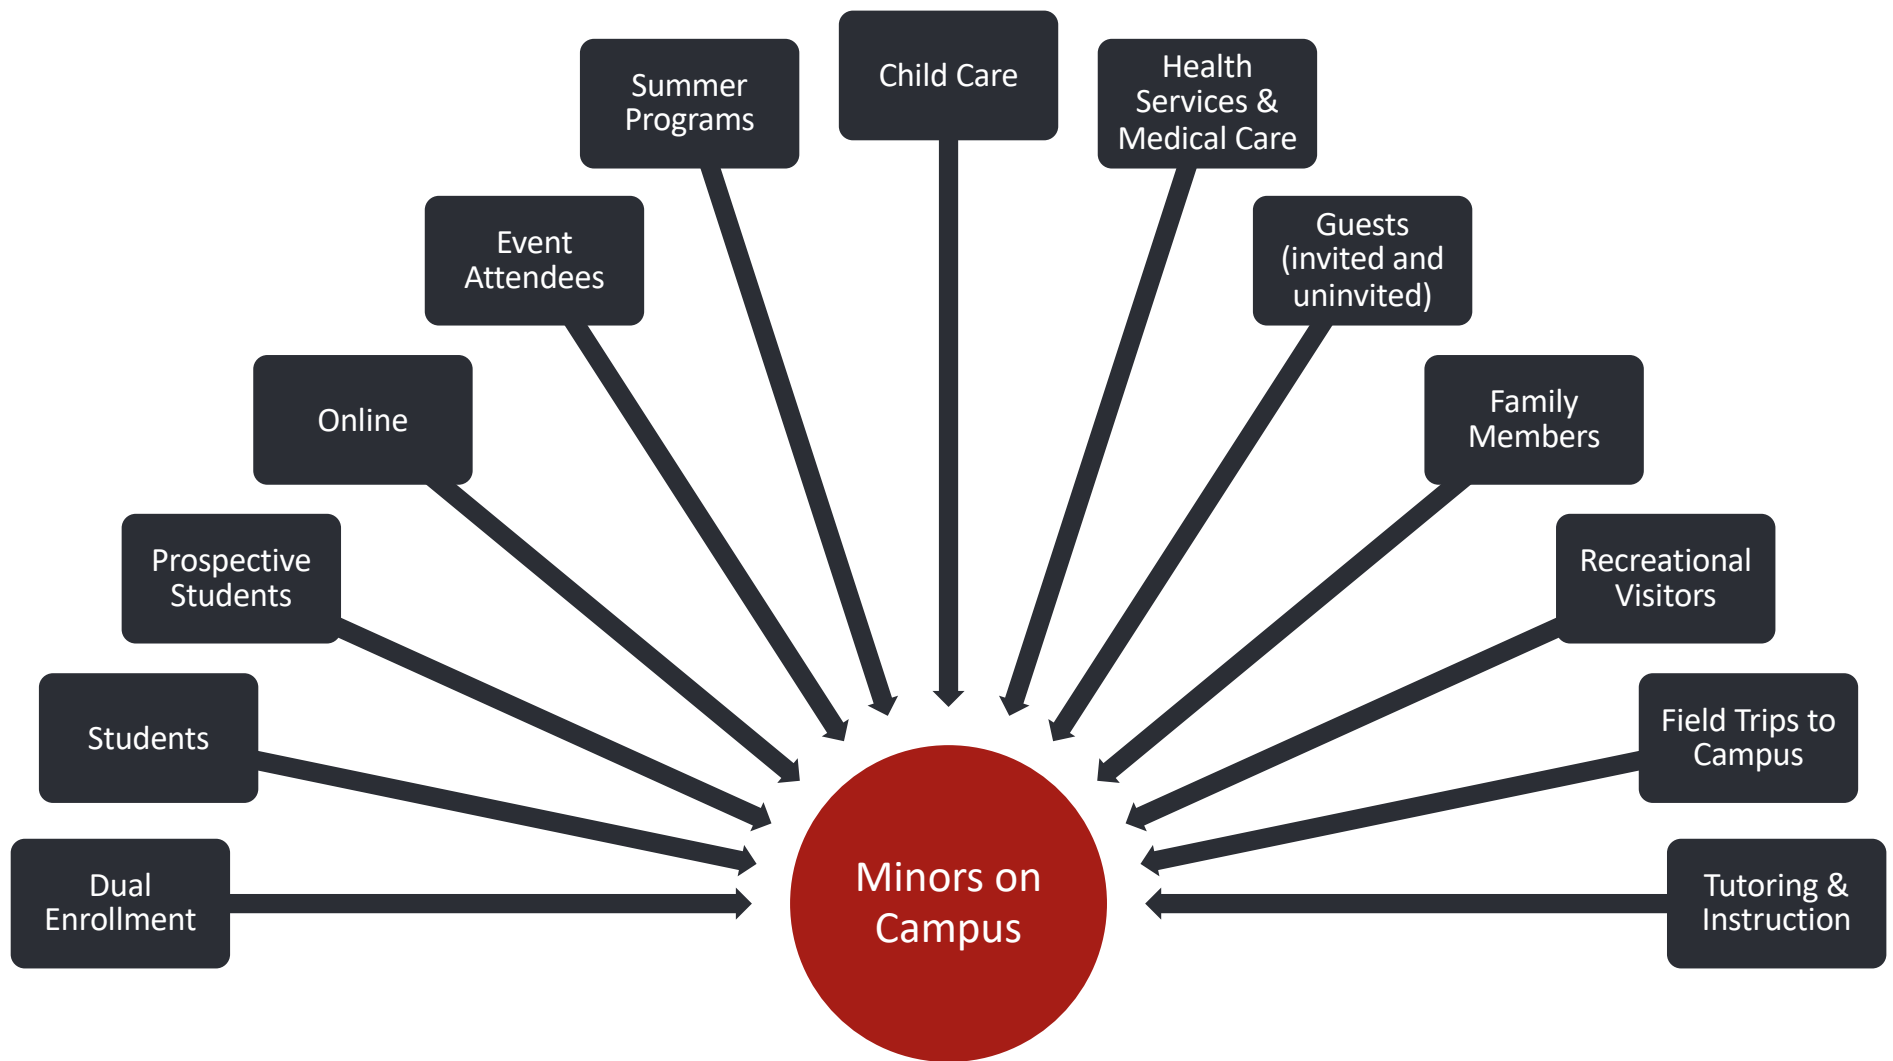 Dual
Enrollment
Students
Prospective
Students
Online
Event
Attendees
Summer
Programs
Child Care
Health
Services &
Medical Care
Guests
(invited and
uninvited)
Family
Members
Recreational
Visitors
Field Trips to
Campus
Tutoring &
Instruction
Minors on
Campus